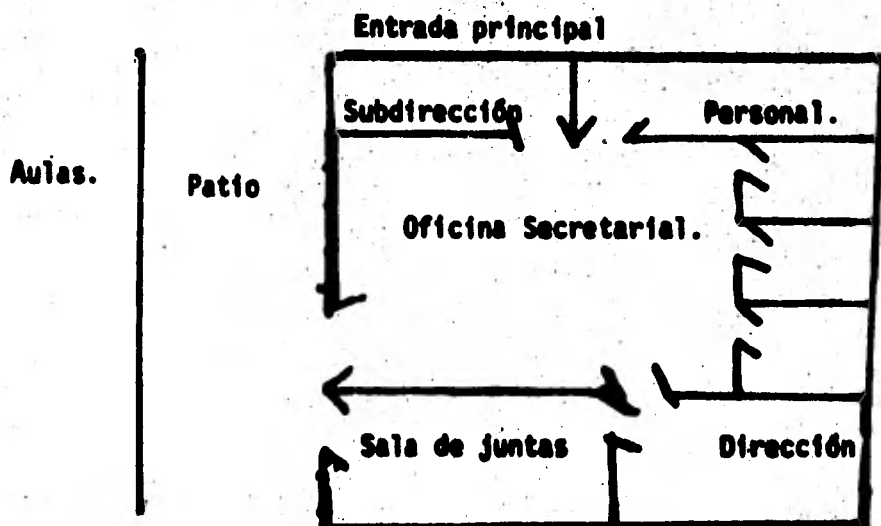 Entrada principal
Subdirección
Personal.
Aulas.
Patio
Oficina Secretarial.
Sala de juntas
Dirección